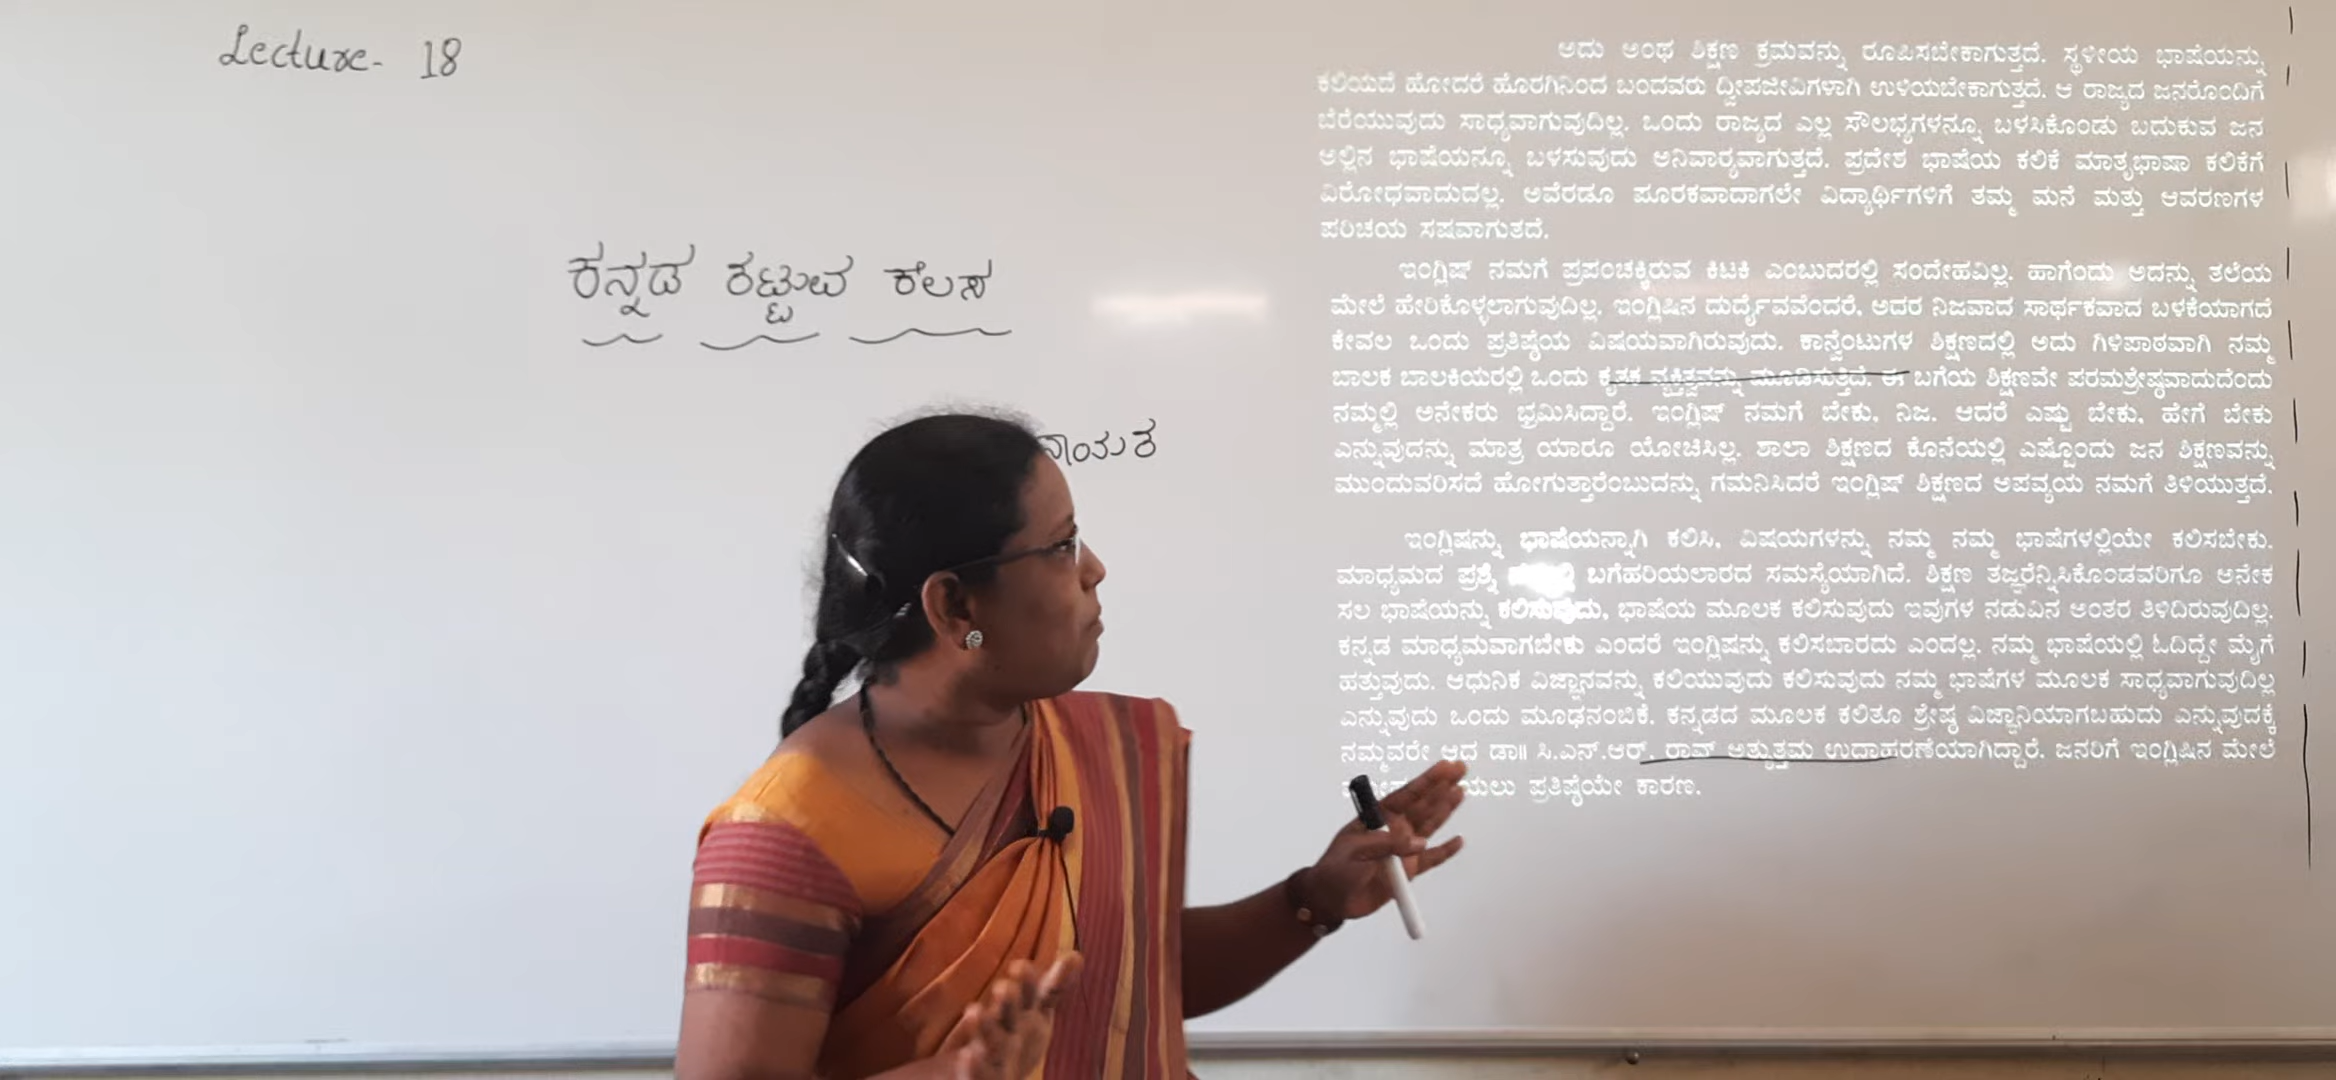 Lecture- 18
ಕನ್ನಡ ಕಟ್ಟುವ ಕೆಲಸ
ನಾಯಕ
ಅದು ಅಂಥ ಶಿಕ್ಷಣ ಕ್ರಮವನ್ನು ರೂಪಿಸಬೇಕಾಗುತ್ತದೆ. ಸ್ಥಳೀಯ ಭಾಷೆಯನ್ನು
ಕಲಿಯದೆ ಹೋದರೆ ಹೊರಗಿನಿಂದ ಬಂದವರು ದ್ವೀಪಜೀವಿಗಳಾಗಿ ಉಳಿಯಬೇಕಾಗುತ್ತದೆ. ಆ ರಾಜ್ಯದ ಜನರೊಂದಿಗೆ
ಬೆರೆಯುವುದು ಸಾಧ್ಯವಾಗುವುದಿಲ್ಲ. ಒಂದು ರಾಜ್ಯದ ಎಲ್ಲ ಸೌಲಭ್ಯಗಳನ್ನೂ ಬಳಸಿಕೊಂಡು ಬದುಕುವ ಜನ
ಅಲ್ಲಿನ ಭಾಷೆಯನ್ನೂ ಬಳಸುವುದು ಅನಿವಾರ್‍ಯವಾಗುತ್ತದೆ. ಪ್ರದೇಶ ಭಾಷೆಯ ಕಲಿಕೆ ಮಾತೃಭಾಷಾ ಕಲಿಕೆಗೆ
ವಿರೋಧವಾದುದಲ್ಲ. ಅವೆರಡೂ ಪೂರಕವಾದಾಗಲೇ ವಿದ್ಯಾರ್ಥಿಗಳಿಗೆ ತಮ್ಮ ಮನೆ ಮತ್ತು ಆವರಣಗಳ
ಪರಿಚಯ
ಇಂಗ್ಲಿಷ್ ನಮಗೆ ಪ್ರಪಂಚಕ್ಕಿರುವ ಕಿಟಕಿ ಎಂಬುದರಲ್ಲಿ ಸಂದೇಹವಿಲ್ಲ. ಹಾಗೆಂದು ಅದನ್ನು ತಲೆಯ
ಮೇಲೆ ಹೇರಿಕೊಳ್ಳಲಾಗುವುದಿಲ್ಲ. ಇಂಗ್ಲಿಷಿನ ದುರ್ದೈವವೆಂದರೆ, ಅದರ ನಿಜವಾದ ಸಾರ್ಥಕವಾದ ಬಳಕೆಯಾಗದೆ
ಕೇವಲ ಒಂದು ಪ್ರತಿಷ್ಠೆಯ ವಿಷಯವಾಗಿರುವುದು. ಕಾನ್ವೆಂಟುಗಳ ಶಿಕ್ಷಣದಲ್ಲಿ ಅದು ಗಿಳಿಪಾಠವಾಗಿ ನಮ್ಮ
ಬಾಲಕ ಬಾಲಕಿಯರಲ್ಲಿ ಒಂದು ಕೃತಕ ವ್ಯಕ್ತಿತ್ವವನ್ನು ಮೂಡಿಸುತ್ತಿದೆ. ಈ ಬಗೆಯ ಶಿಕ್ಷಣವೇ ಪರಮಶ್ರೇಷ್ಠವಾದುದೆಂದು
ನಮ್ಮಲ್ಲಿ ಅನೇಕರು ಭ್ರಮಿಸಿದ್ದಾರೆ. ಇಂಗ್ಲಿಷ್ ನಮಗೆ ಬೇಕು, ನಿಜ. ಆದರೆ ಎಷ್ಟು ಬೇಕು, ಹೇಗೆ ಬೇಕು
ಎನ್ನುವುದನ್ನು ಮಾತ್ರ ಯಾರೂ ಯೋಚಿಸಿಲ್ಲ. ಶಾಲಾ ಶಿಕ್ಷಣದ ಕೊನೆಯಲ್ಲಿ ಎಷ್ಟೊಂದು ಜನ ಶಿಕ್ಷಣವನ್ನು
ಮುಂದುವರಿಸದೆ ಹೋಗುತ್ತಾರೆಂಬುದನ್ನು ಗಮನಿಸಿದರೆ ಇಂಗ್ಲಿಷ್ ಶಿಕ್ಷಣದ ಅಪವ್ಯಯ ನಮಗೆ ತಿಳಿಯುತ್ತದೆ.
ಇಂಗ್ಲಿಷನ್ನು ಭಾಷೆಯನ್ನಾಗಿ ಕಲಿಸಿ, ವಿಷಯಗಳನ್ನು ನಮ್ಮ ನಮ್ಮ ಭಾಷೆಗಳಲ್ಲಿಯೇ ಕಲಿಸಬೇಕು.
ಮಾಧ್ಯಮದ ಪ್ರಶ್ನೆ ಬಗೆಹರಿಯಲಾರದ ಸಮಸ್ಯೆಯಾಗಿದೆ. ಶಿಕ್ಷಣ ತಜ್ಞರೆನ್ನಿಸಿಕೊಂಡವರಿಗೂ ಅನೇಕ
ಸಲ ಭಾಷೆಯನ್ನು ಕಲಿಸುವುದು, ಭಾಷೆಯ ಮೂಲಕ ಕಲಿಸುವುದು ಇವುಗಳ ನಡುವಿನ ಅಂತರ ತಿಳಿದಿರುವುದಿಲ್ಲ.
ಕನ್ನಡ ಮಾಧ್ಯಮವಾಗಬೇಕು ಎಂದರೆ ಇಂಗ್ಲಿಷನ್ನು ಕಲಿಸಬಾರದು ಎಂದಲ್ಲ. ನಮ್ಮ ಭಾಷೆಯಲ್ಲಿ ಓದಿದ್ದೇ ಮೈಗೆ
ಹತ್ತುವುದು. ಆಧುನಿಕ ವಿಜ್ಞಾನವನ್ನು ಕಲಿಯುವುದು ಕಲಿಸುವುದು ನಮ್ಮ ಭಾಷೆಗಳ ಮೂಲಕ ಸಾಧ್ಯವಾಗುವುದಿಲ್ಲ
ಎನ್ನುವುದು ಒಂದು ಮೂಢನಂಬಿಕೆ. ಕನ್ನಡದ ಮೂಲಕ ಕಲಿತೂ ಶ್ರೇಷ್ಠ ವಿಜ್ಞಾನಿಯಾಗಬಹುದು ಎನ್ನುವುದಕ್ಕೆ
ನಮ್ಮವರೇ ಆದ ಡಾ॥ ಸಿ.ಎನ್.ಆರ್. ರಾವ್ ಅತ್ಯುತ್ತಮ ಉದಾಹರಣೆಯಾಗಿದ್ದಾರೆ. ಜನರಿಗೆ ಇಂಗ್ಲಿಷಿನ ಮೇಲೆ
ಪ್ರತಿಷ್ಠೆಯೇ ಕಾರಣ.